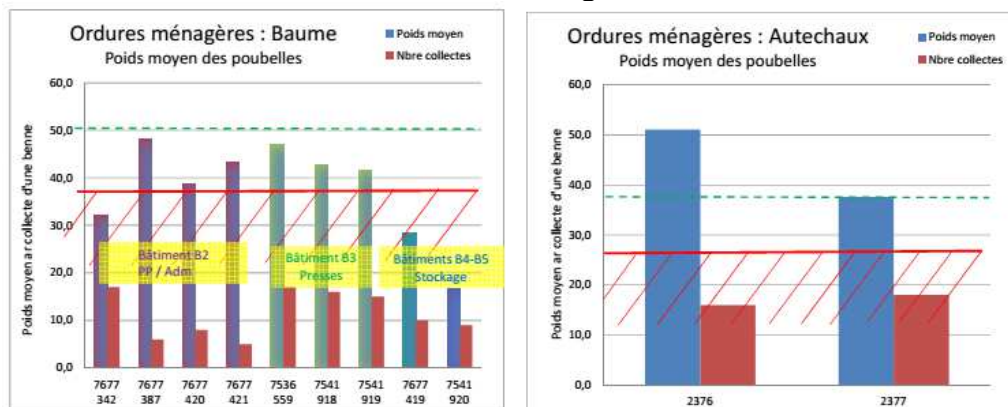 Ordures ménagères : Baume
Poids moyen des poubelles
Poids moyen
Nbre collectes
Poids moyen ar collecte d'une benne
60,0
50,0
40,0
30,0
20,0
10,0
0,0
Bâtiment B2
PP / Adm
Bâtiment B3
Presses
Bâtiments B4-B5
Stockage
7677 7677 7677 7677 7536 7541 7541 7677 7541
342 387 420 421 559 918 919 419 920
Ordures ménagères : Autechaux
Poids moyen des poubelles
Poids moyen
Nbre collectes
Poids moyen ar collecte d'une benne
60,0
50,0
40,0
30,0
20,0
10,0
0,0
2376 2377